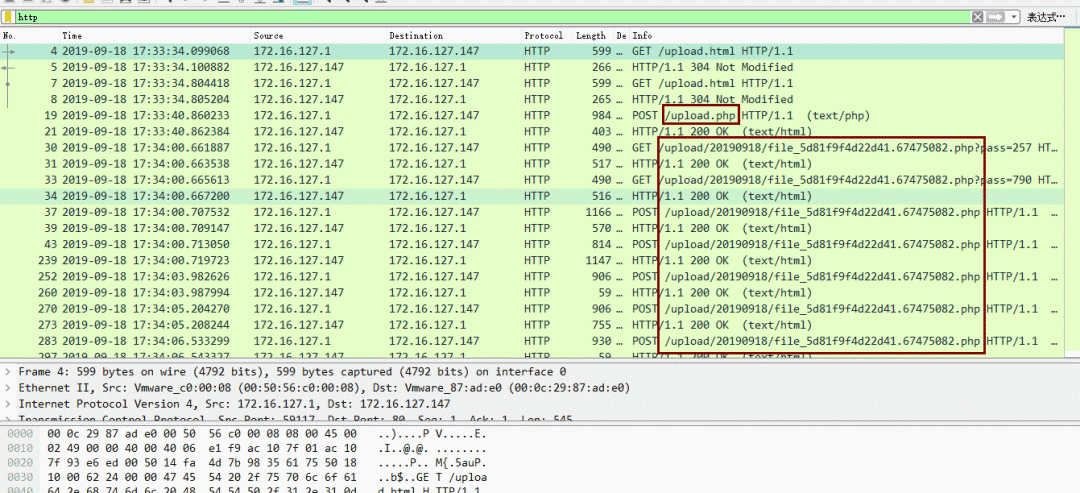 http 表达式…
No. Time Source Destination Protocol Length De Info
4 2019-09-18 17:33:34.099068 172.16.127.1 172.16.127.147 HTTP 599 … GET /upload.html HTTP/1.1
5 2019-09-18 17:33:34.100882 172.16.127.147 172.16.127.1 HTTP 266 … HTTP/1.1 304 Not Modified
7 2019-09-18 17:33:34.804418 172.16.127.1 172.16.127.147 HTTP 599 … GET /upload.html HTTP/1.1
8 2019-09-18 17:33:34.805204 172.16.127.147 172.16.127.1 HTTP 265 … HTTP/1.1 304 Not Modified
19 2019-09-18 17:33:40.860233 172.16.127.1 172.16.127.147 HTTP 984 … POST /upload.php HTTP/1.1 (text/php)
21 2019-09-18 17:33:40.862384 172.16.127.147 172.16.127.1 HTTP 403 … HTTP/1.1 200 OK (text/html)
30 2019-09-18 17:34:00.661887 172.16.127.1 172.16.127.147 HTTP 490 … GET /upload/20190918/file_5d81f9f4d22d41.67475082.php?pass=257 HT…
31 2019-09-18 17:34:00.663538 172.16.127.147 172.16.127.1 HTTP 517 … HTTP/1.1 200 OK (text/html)
33 2019-09-18 17:34:00.665613 172.16.127.1 172.16.127.147 HTTP 490 … GET /upload/20190918/file_5d81f9f4d22d41.67475082.php?pass=790 HT…
34 2019-09-18 17:34:00.667200 172.16.127.147 172.16.127.1 HTTP 516 … HTTP/1.1 200 OK (text/html)
37 2019-09-18 17:34:00.707532 172.16.127.1 172.16.127.147 HTTP 1166 … POST /upload/20190918/file_5d81f9f4d22d41.67475082.php HTTP/1.1 …
39 2019-09-18 17:34:00.709147 172.16.127.147 172.16.127.1 HTTP 570 … HTTP/1.1 200 OK (text/html)
43 2019-09-18 17:34:00.713050 172.16.127.1 172.16.127.147 HTTP 814 … POST /upload/20190918/file_5d81f9f4d22d41.67475082.php HTTP/1.1 …
239 2019-09-18 17:34:00.719723 172.16.127.147 172.16.127.1 HTTP 1147 … HTTP/1.1 200 OK (text/html)
252 2019-09-18 17:34:03.982626 172.16.127.1 172.16.127.147 HTTP 906 … POST /upload/20190918/file_5d81f9f4d22d41.67475082.php HTTP/1.1 …
260 2019-09-18 17:34:03.987994 172.16.127.147 172.16.127.1 HTTP 59 … HTTP/1.1 200 OK (text/html)
270 2019-09-18 17:34:05.204270 172.16.127.1 172.16.127.147 HTTP 906 … POST /upload/20190918/file_5d81f9f4d22d41.67475082.php HTTP/1.1 …
273 2019-09-18 17:34:05.208244 172.16.127.147 172.16.127.1 HTTP 755 … HTTP/1.1 200 OK (text/html)
283 2019-09-18 17:34:06.533299 172.16.127.1 172.16.127.147 HTTP 930 … POST /upload/20190918/file_5d81f9f4d22d41.67475082.php HTTP/1.1 …
297 2019-09-18 17:34:06.543327 172.16.127.147 172.16.127.1 HTTP 59 … HTTP/1.1 200 OK (text/html)
Frame 4: 599 bytes on wire (4792 bits), 599 bytes captured (4792 bits) on interface 0
Ethernet II, Src: Vmware_c0:00:08 (00:50:56:c0:00:08), Dst: Vmware_87:ad:e0 (00:0c:29:87:ad:e0)
Internet Protocol Version 4, Src: 172.16.127.1, Dst: 172.16.127.147
Transmission Control Protocol, Src Port: 59117, Dst Port: 80, Seq: 1, Ack: 1, Len: 545
0000 00 0c 29 87 ad e0 00 50 56 c0 00 08 08 00 45 00 ..)....P V.....E.
0010 02 49 00 00 40 00 40 06 e1 f9 ac 10 7f 01 ac 10 .I..@.@. ........
0020 7f 93 e6 ed 00 50 14 fa 4d 7b 98 35 61 75 50 18 .....P.. M{.5auP.
0030 10 00 62 24 00 00 47 45 54 20 2f 75 70 6c 6f 61 ..b$..GE T /uploa
0040 64 2e 68 74 6d 6c 20 48 54 54 50 2f 31 2e 31 0d d.html H TTP/1.1.